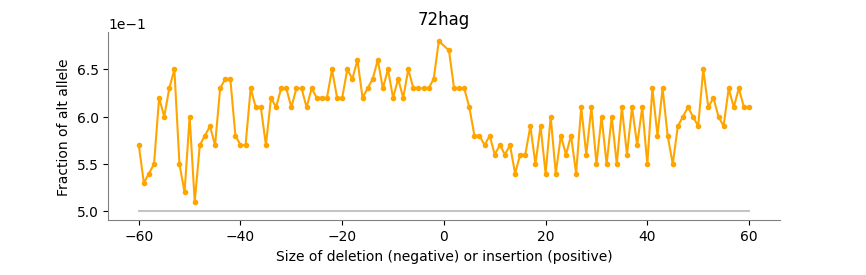 72hag
1e−1
6.5
6.0
5.5
5.0
Fraction of alt allele
−60 −40 −20 0 20 40 60
Size of deletion (negative) or insertion (positive)